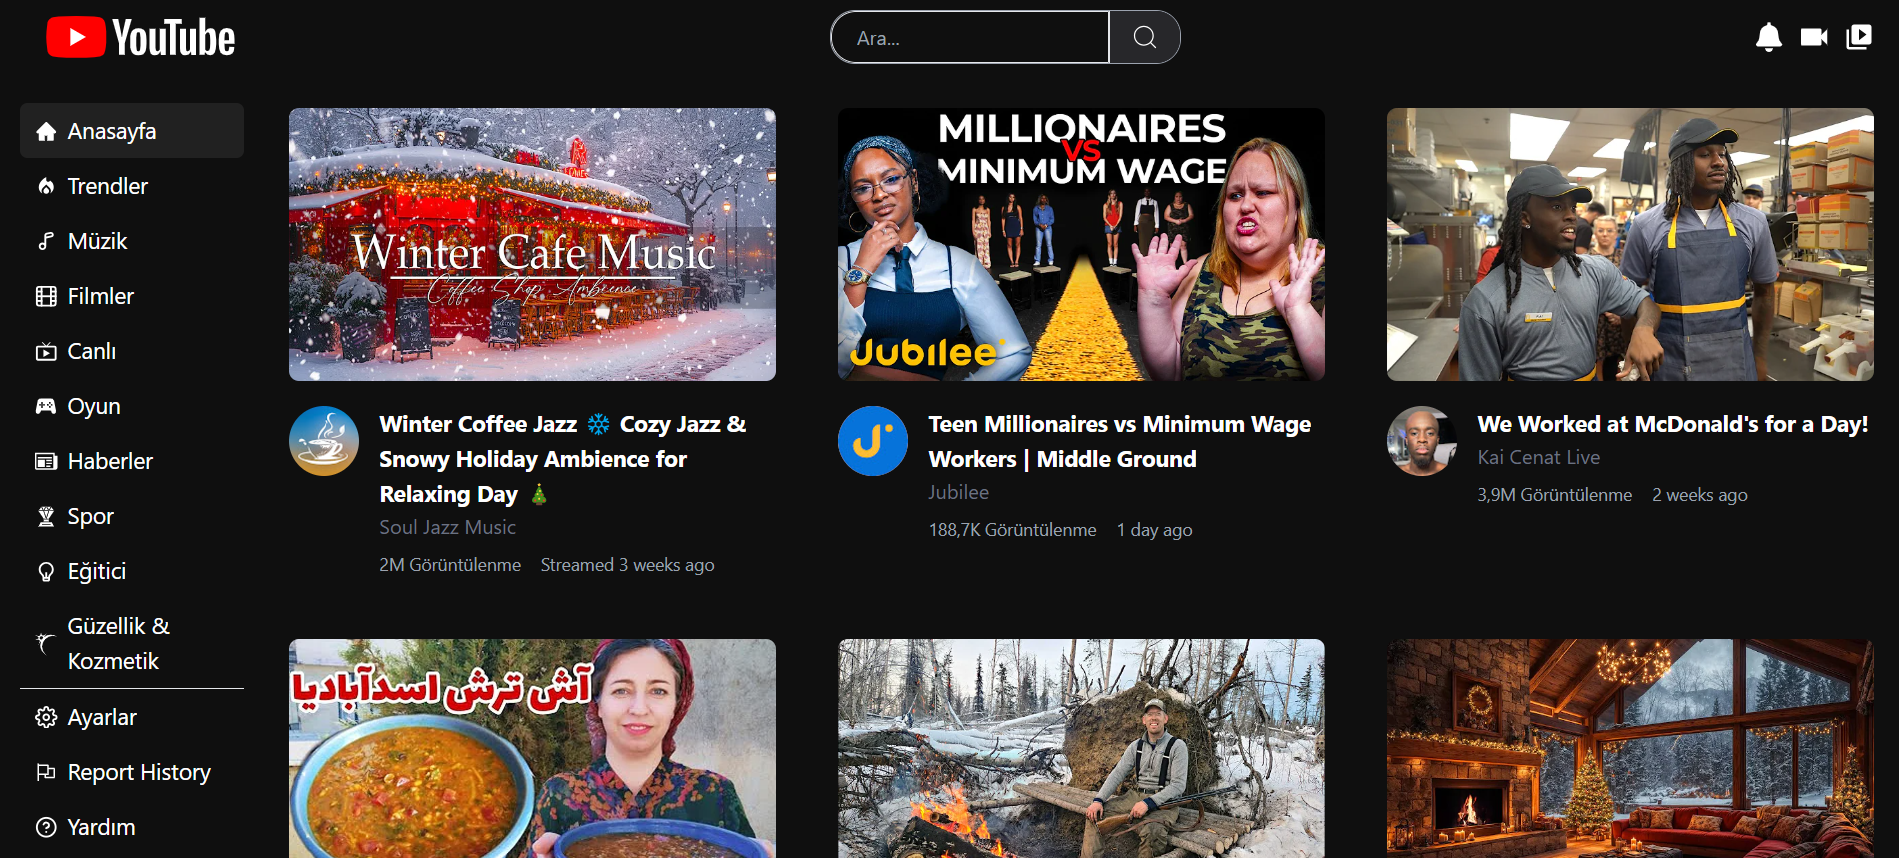 YouTube
Ara...
Anasayfa
Trendler
Müzik
Filmler
Canlı
Oyun
Haberler
Spor
Eğitici
Güzellik &
Kozmetik
Ayarlar
Report History
Yardım
Winter Cafe Music
Coffee Shop Ambience
Winter Coffee Jazz ❄️ Cozy Jazz &
Snowy Holiday Ambience for
Relaxing Day 🎄
Soul Jazz Music
2M Görüntülenme Streamed 3 weeks ago
MILLIONAIRES
VS
MINIMUM WAGE
Jubilee
Teen Millionaires vs Minimum Wage
Workers | Middle Ground
Jubilee
188,7K Görüntülenme 1 day ago
We Worked at McDonald's for a Day!
Kai Cenat Live
3,9M Görüntülenme 2 weeks ago
آش ترش اسدآبادیا